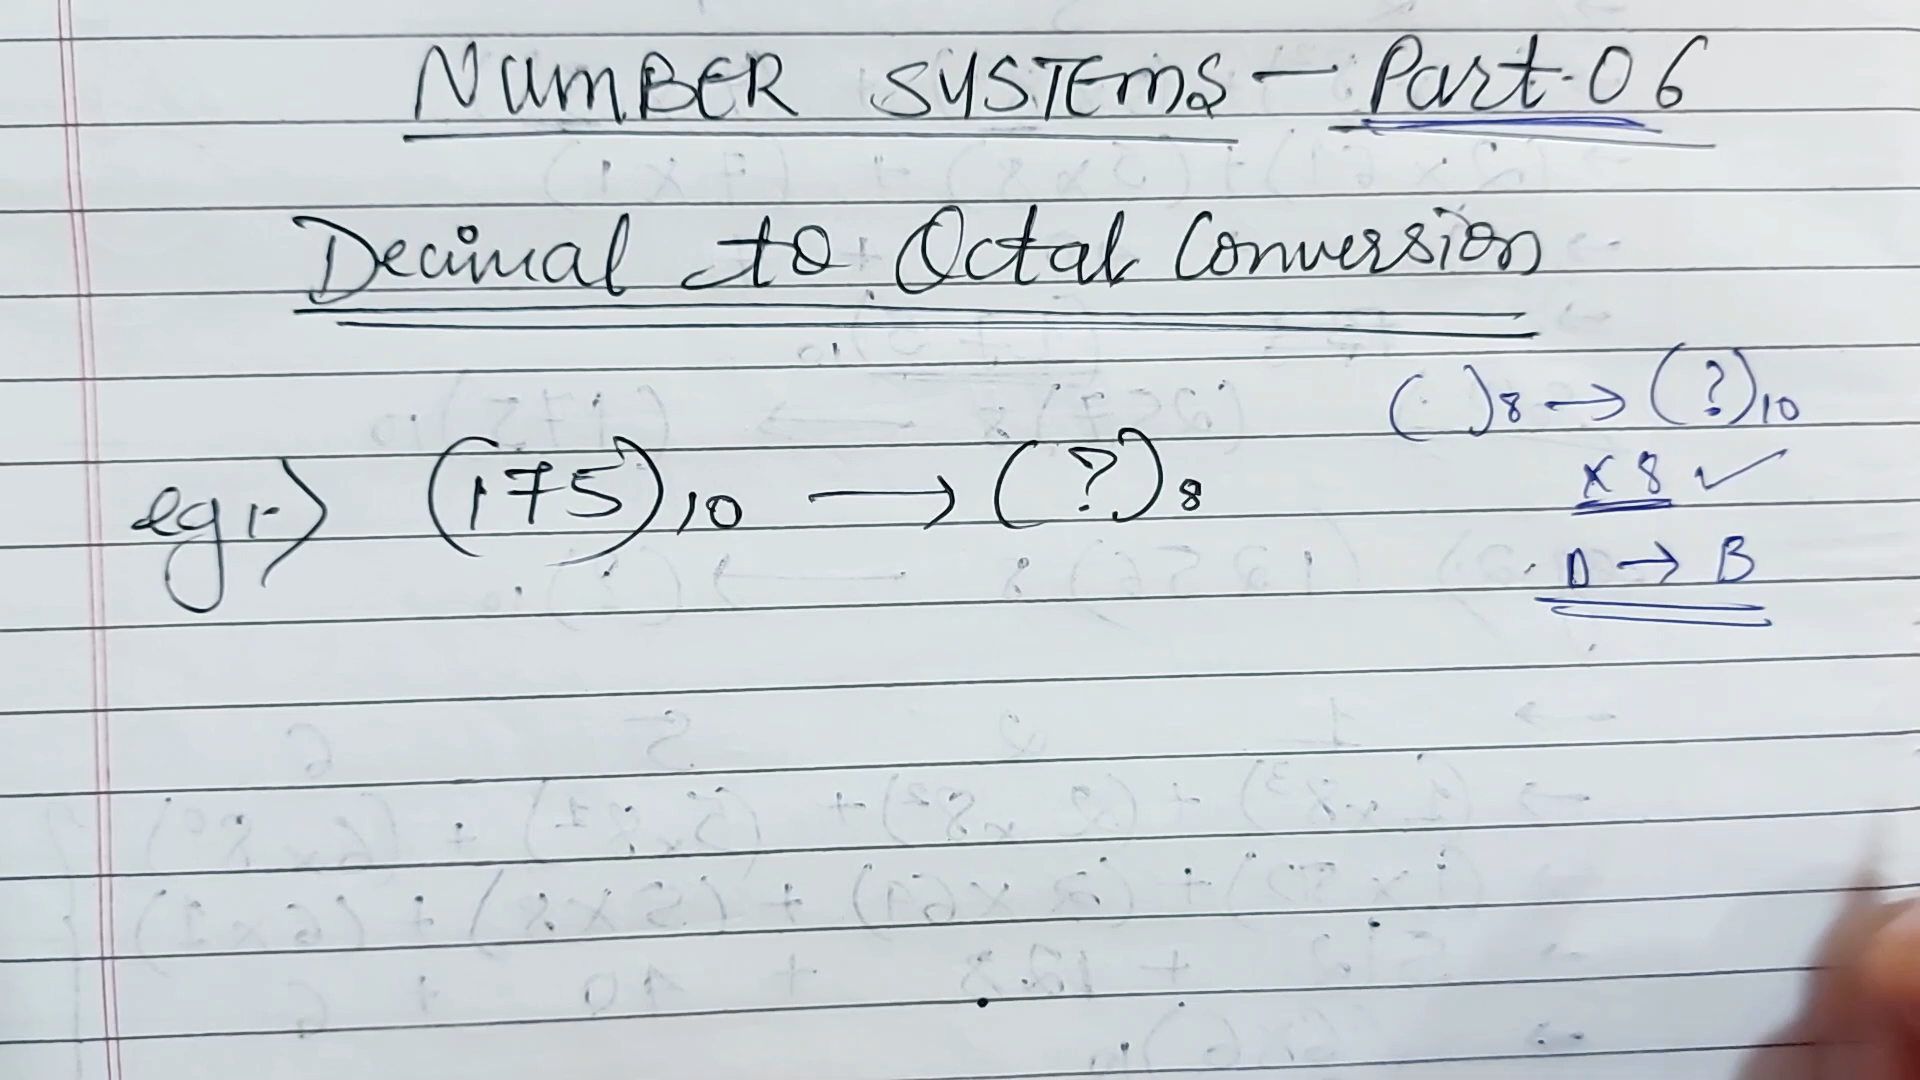 NUMBER SYSTEMS - Part-06
Decimal to Octal Conversion
( )8 → (?)10
eg:-) (175)10 → (?)8
x 8 ✓
D → B